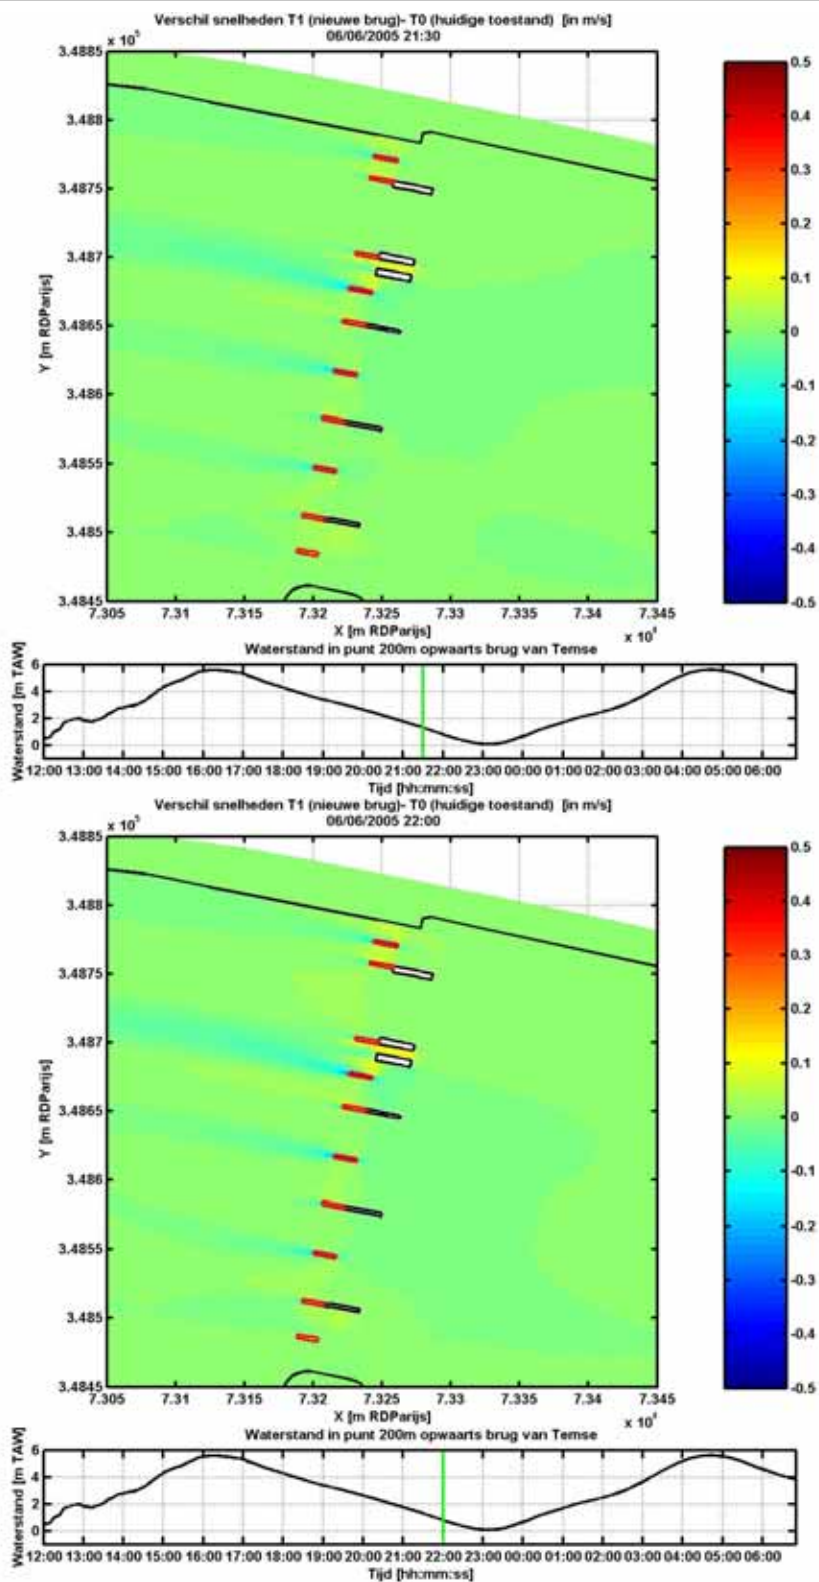 Verschil snelheden T1 (nieuwe brug)- T0 (huidige toestand) [in m/s]
06/06/2005 21:30
x 10⁵
3.4885
3.488
3.4875
3.487
3.4865
3.486
3.4855
3.485
3.4845
Y [m RDParijs]
7.305 7.31 7.315 7.32 7.325 7.33 7.335 7.34 7.345
X [m RDParijs]
x 10⁴
0.5
0.4
0.3
0.2
0.1
0
-0.1
-0.2
-0.3
-0.4
-0.5
Waterstand in punt 200m opwaarts brug van Temse
Waterstand [m TAW]
6
4
2
0
12:00 13:00 14:00 15:00 16:00 17:00 18:00 19:00 20:00 21:00 22:00 23:00 00:00 01:00 02:00 03:00 04:00 05:00 06:00
Tijd [hh:mm:ss]
Verschil snelheden T1 (nieuwe brug)- T0 (huidige toestand) [in m/s]
06/06/2005 22:00
x 10⁵
3.4885
3.488
3.4875
3.487
3.4865
3.486
3.4855
3.485
3.4845
Y [m RDParijs]
7.305 7.31 7.315 7.32 7.325 7.33 7.335 7.34 7.345
X [m RDParijs]
x 10⁴
0.5
0.4
0.3
0.2
0.1
0
-0.1
-0.2
-0.3
-0.4
-0.5
Waterstand in punt 200m opwaarts brug van Temse
Waterstand [m TAW]
6
4
2
0
12:00 13:00 14:00 15:00 16:00 17:00 18:00 19:00 20:00 21:00 22:00 23:00 00:00 01:00 02:00 03:00 04:00 05:00 06:00
Tijd [hh:mm:ss]